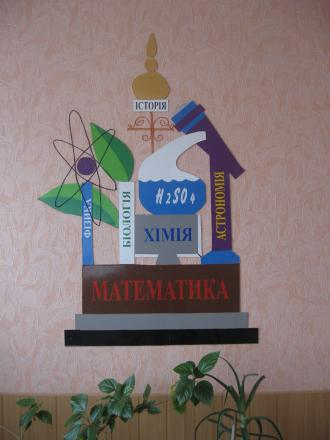 ІСТОРІЯ
ФІЗИКА
БІОЛОГІЯ
H2SO4
ХІМІЯ
АСТРОНОМІЯ
МАТЕМАТИКА